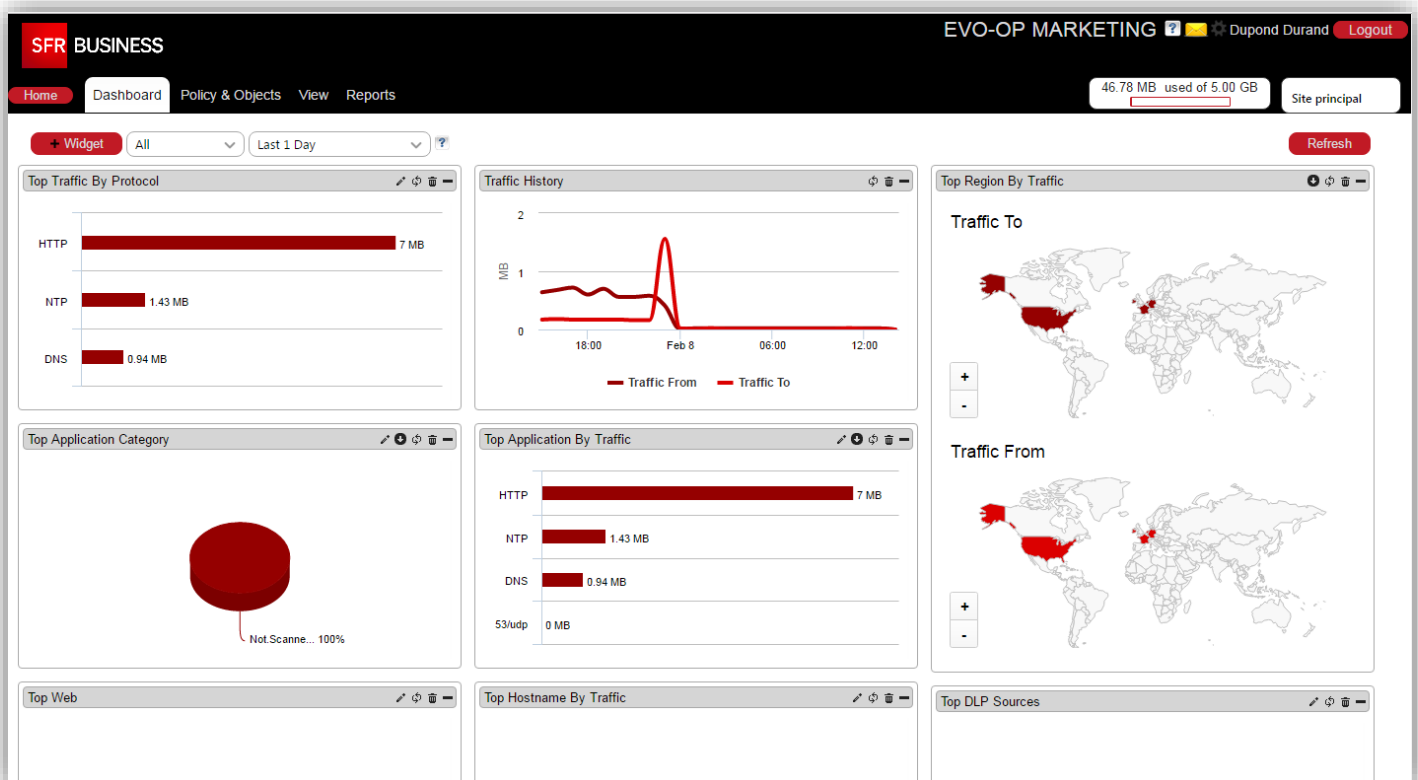 SFR BUSINESS
EVO-OP MARKETING ? Dupond Durand Logout
Home Dashboard Policy & Objects View Reports
46.78 MB used of 5.00 GB
Site principal
+ Widget All Last 1 Day ? Refresh
Top Traffic By Protocol
HTTP 7 MB
NTP 1.43 MB
DNS 0.94 MB
Traffic History
2
MB
1
0
18:00 Feb 8 06:00 12:00
Traffic From Traffic To
Top Region By Traffic
Traffic To
+
-
Traffic From
+
-
Top Application Category
Not.Scanne... 100%
Top Application By Traffic
HTTP 7 MB
NTP 1.43 MB
DNS 0.94 MB
53/udp 0 MB
Top Web
Top Hostname By Traffic
Top DLP Sources